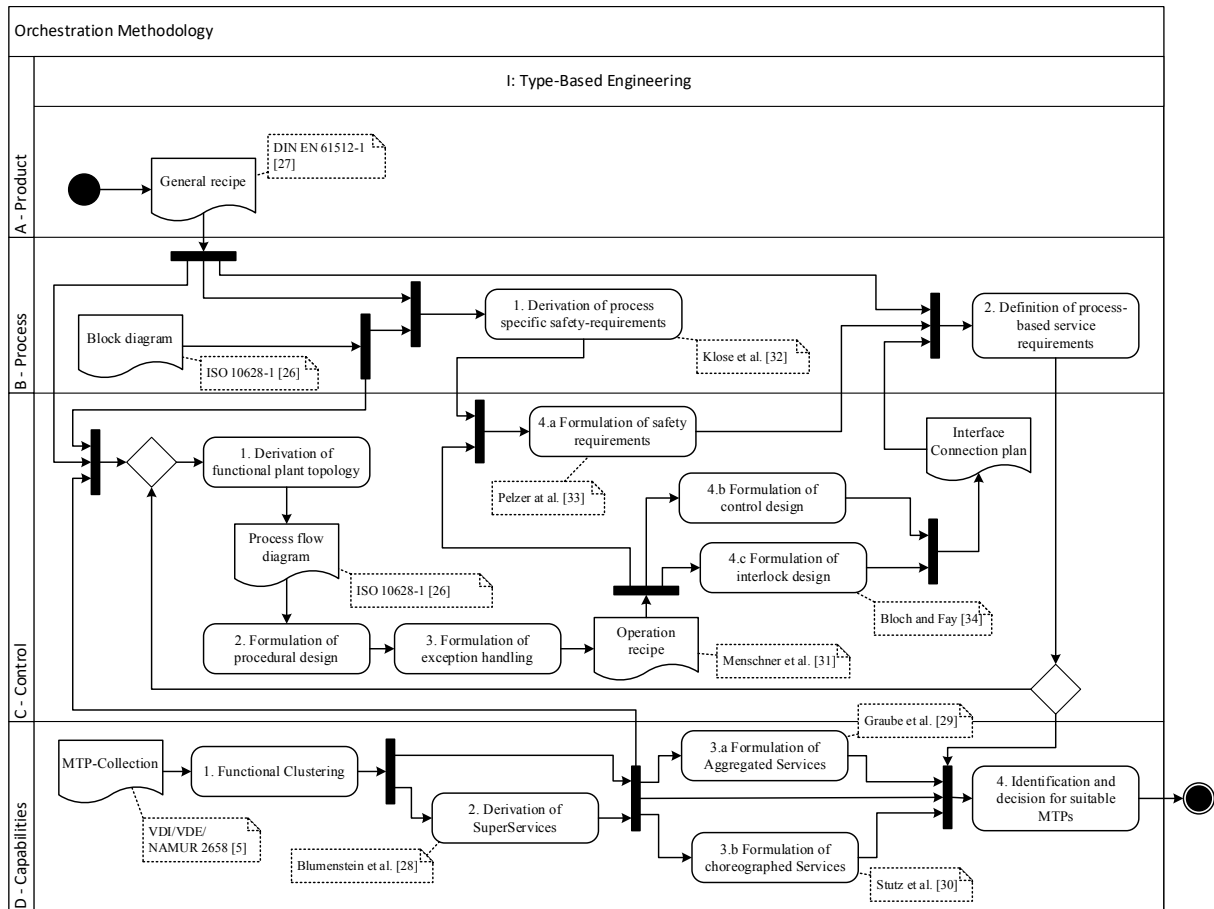 Orchestration Methodology
I: Type-Based Engineering
A - Product
General recipe
DIN EN 61512-1
[27]
B - Process
Block diagram
ISO 10628-1 [26]
1. Derivation of process
specific safety-requirements
Klose et al. [32]
2. Definition of process-
based service
requirements
C - Control
1. Derivation of
functional plant topology
Process flow
diagram
ISO 10628-1 [26]
2. Formulation of
procedural design
3. Formulation of
exception handling
Operation
recipe
Menschner et al. [31]
4.a Formulation of safety
requirements
Pelzer at al. [33]
4.b Formulation of
control design
4.c Formulation of
interlock design
Bloch and Fay [34]
Interface
Connection plan
D - Capabilities
MTP-Collection
VDI/VDE/
NAMUR 2658 [5]
1. Functional Clustering
2. Derivation of
SuperServices
Blumenstein et al. [28]
3.a Formulation of
Aggregated Services
Graube et al. [29]
3.b Formulation of
choreographed Services
Stutz et al. [30]
4. Identification and
decision for suitable
MTPs